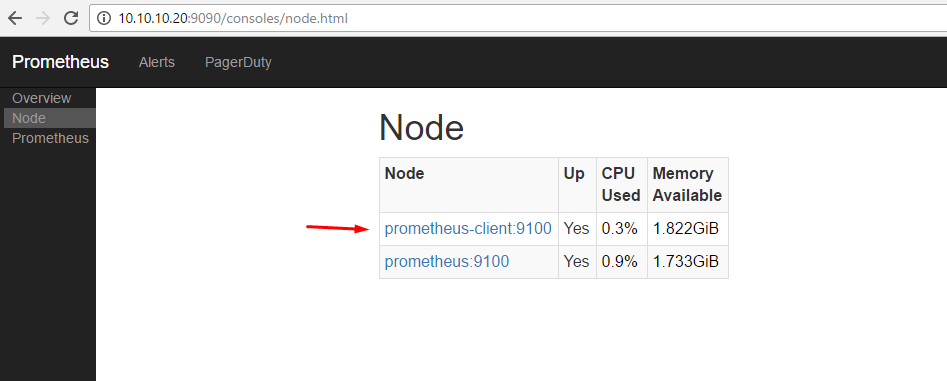 10.10.10.20:9090/consoles/node.html
Prometheus Alerts PagerDuty
Overview
Node
Prometheus
Node
Node Up CPU Used Memory Available
prometheus-client:9100 Yes 0.3% 1.822GiB
prometheus:9100 Yes 0.9% 1.733GiB